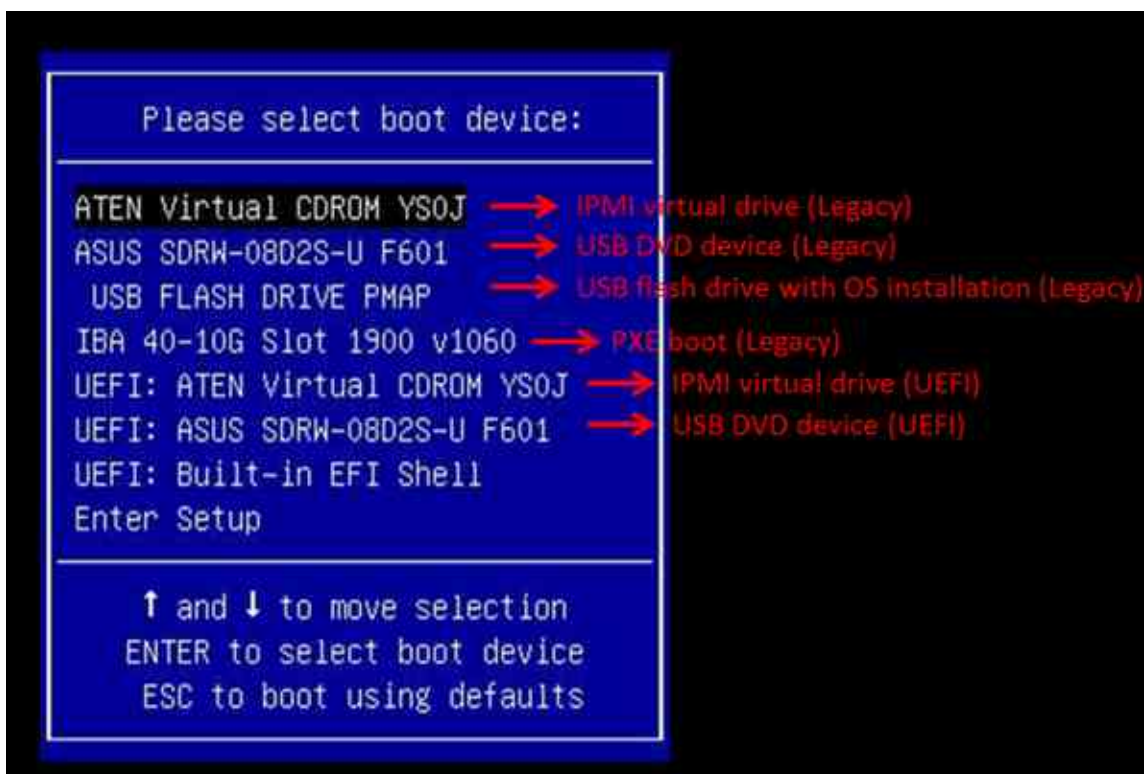 Please select boot device:
ATEN Virtual CDROM YS0J → IPMI virtual drive (Legacy)
ASUS SDRW-08D2S-U F601 → USB DVD device (Legacy)
USB FLASH DRIVE PMAP → USB flash drive with OS installation (Legacy)
IBA 40-10G Slot 1900 v1060 → PXE boot (Legacy)
UEFI: ATEN Virtual CDROM YS0J → IPMI virtual drive (UEFI)
UEFI: ASUS SDRW-08D2S-U F601 → USB DVD device (UEFI)
UEFI: Built-in EFI Shell
Enter Setup
↑ and ↓ to move selection
ENTER to select boot device
ESC to boot using defaults